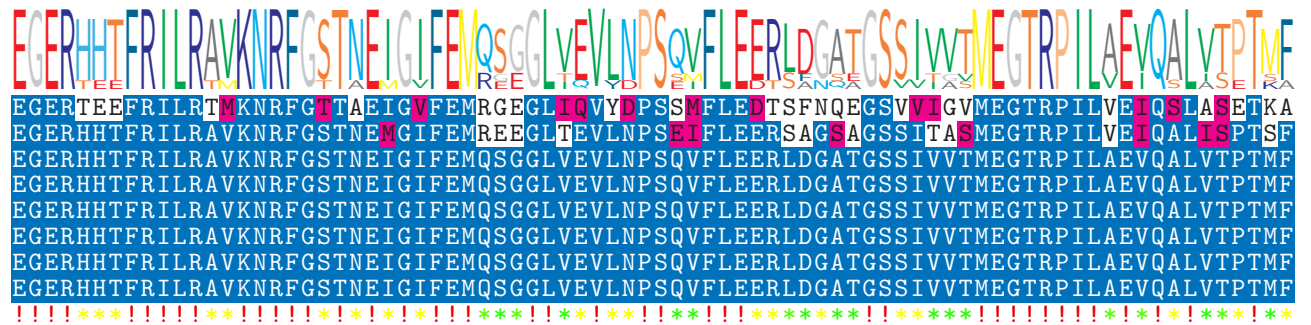 EGERHHTFRILRAVKNRFGSTNEIGIFEMQSGGLVEVLNPSQVFLEERLDGATGSSIVVTMEGTRPILAEVQALVTPTMF
EGERTEEFRILRTMKNRFGTTAEIGVFEMRGEGLIQVYDPSSMFLEDTSFNQEGSVVIGVMEGTRPILVEIQSLASETKA
EGERHHTFRILRAVKNRFGSTNEMGIFEMREEGLTEVLNPSEIFLEERSAGSAGSSITASMEGTRPILVEIQALISPTSF
EGERHHTFRILRAVKNRFGSTNEIGIFEMQSGGLVEVLNPSQVFLEERLDGATGSSIVVTMEGTRPILAEVQALVTPTMF
EGERHHTFRILRAVKNRFGSTNEIGIFEMQSGGLVEVLNPSQVFLEERLDGATGSSIVVTMEGTRPILAEVQALVTPTMF
EGERHHTFRILRAVKNRFGSTNEIGIFEMQSGGLVEVLNPSQVFLEERLDGATGSSIVVTMEGTRPILAEVQALVTPTMF
EGERHHTFRILRAVKNRFGSTNEIGIFEMQSGGLVEVLNPSQVFLEERLDGATGSSIVVTMEGTRPILAEVQALVTPTMF
EGERHHTFRILRAVKNRFGSTNEIGIFEMQSGGLVEVLNPSQVFLEERLDGATGSSIVVTMEGTRPILAEVQALVTPTMF
EGERHHTFRILRAVKNRFGSTNEIGIFEMQSGGLVEVLNPSQVFLEERLDGATGSSIVVTMEGTRPILAEVQALVTPTMF
!!!!***!!!!!**!!!!!*!*!*!*!!!***!!**!**!!**!!!*******!!*****!!!!!!!!*!*!*!***!**